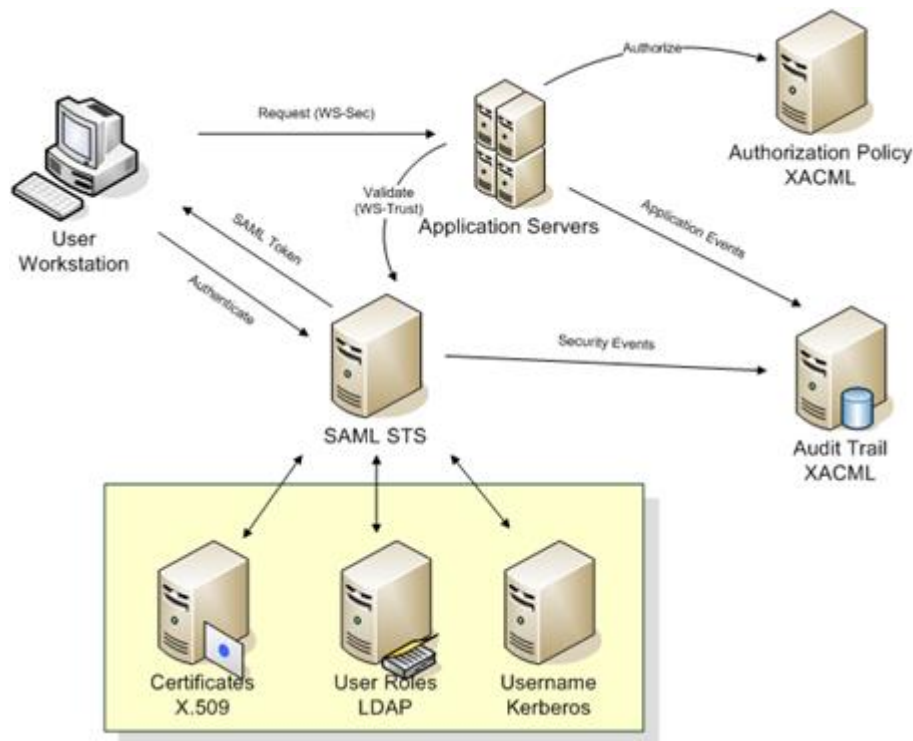 Authorize
Request (WS-Sec)
Authorization Policy
XACML
Validate
(WS-Trust)
Application Servers
User
Workstation
SAML Token
Application Events
Authenticate
Security Events
SAML STS
Audit Trail
XACML
Certificates
X.509
User Roles
LDAP
Username
Kerberos